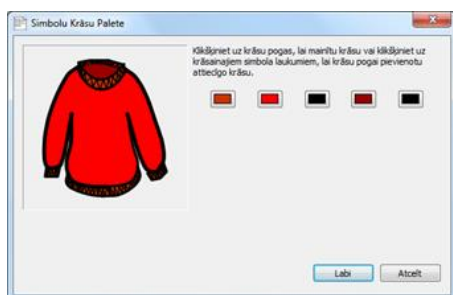 Simbolu Krāsu Palete
Klikšķiniet uz krāsu pogas, lai mainītu krāsu vai klikšķiniet uz
krāsainajiem simbola laukumiem, lai krāsu pogai pievienotu
attiecīgo krāsu.
Labi
Atcelt